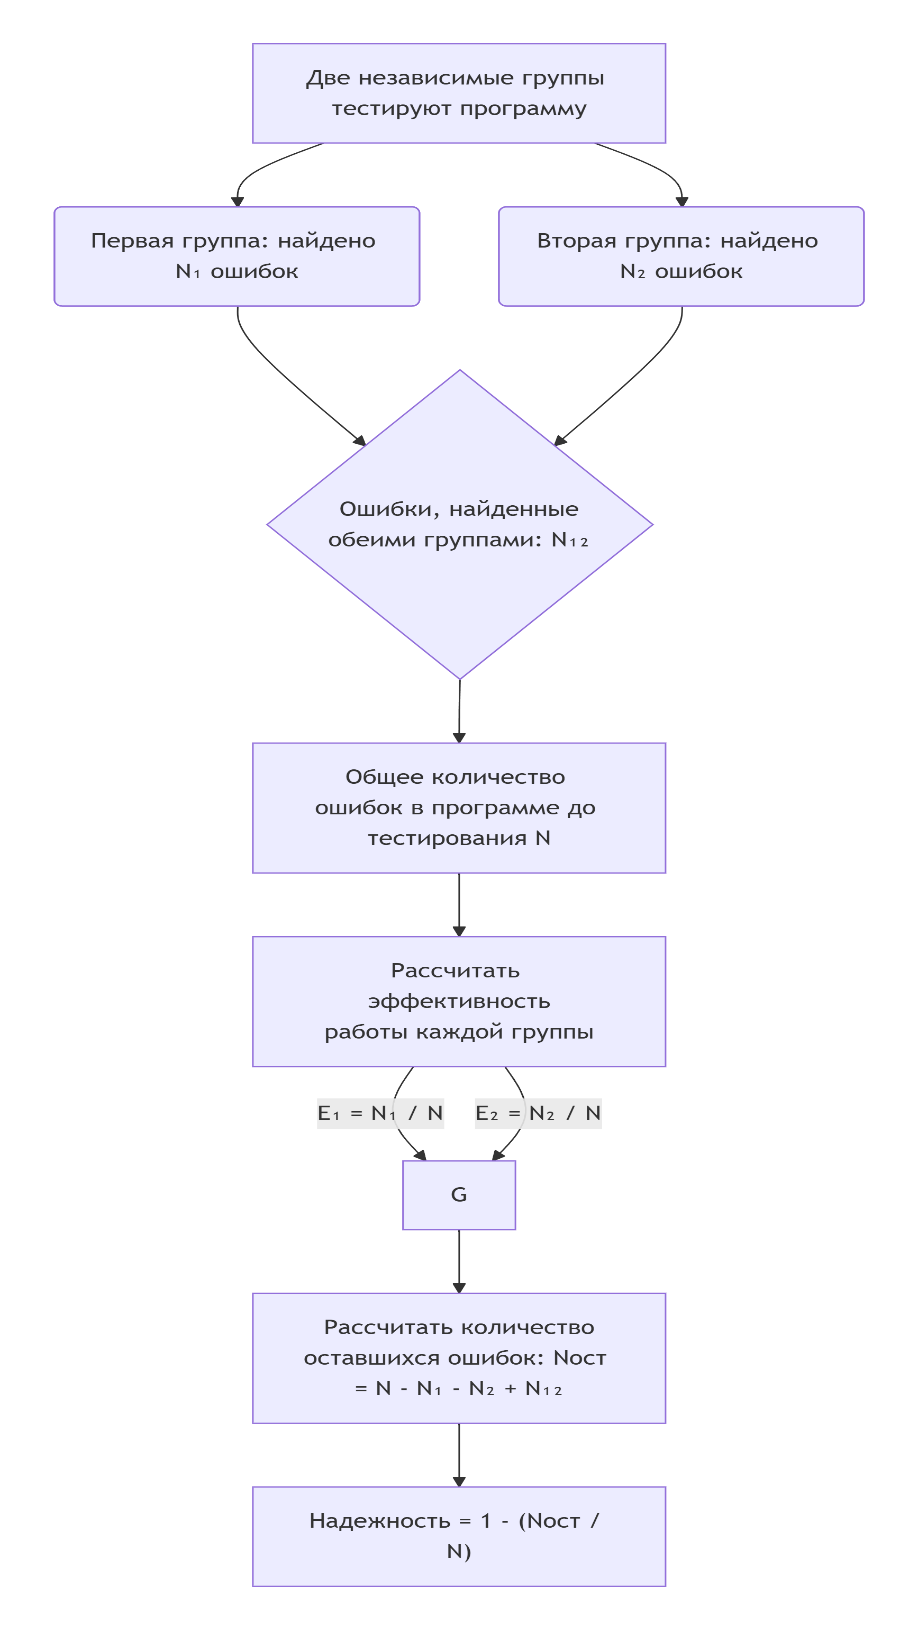 Две независимые группы
тестируют программу
Первая группа: найдено
N₁ ошибок
Вторая группа: найдено
N₂ ошибок
Ошибки, найденные
обеими группами: N₁₂
Общее количество
ошибок в программе до
тестирования N
Рассчитать
эффективность
работы каждой группы
E₁ = N₁ / N
E₂ = N₂ / N
G
Рассчитать количество
оставшихся ошибок: Nост
= N - N₁ - N₂ + N₁₂
Надежность = 1 - (Nост /
N)